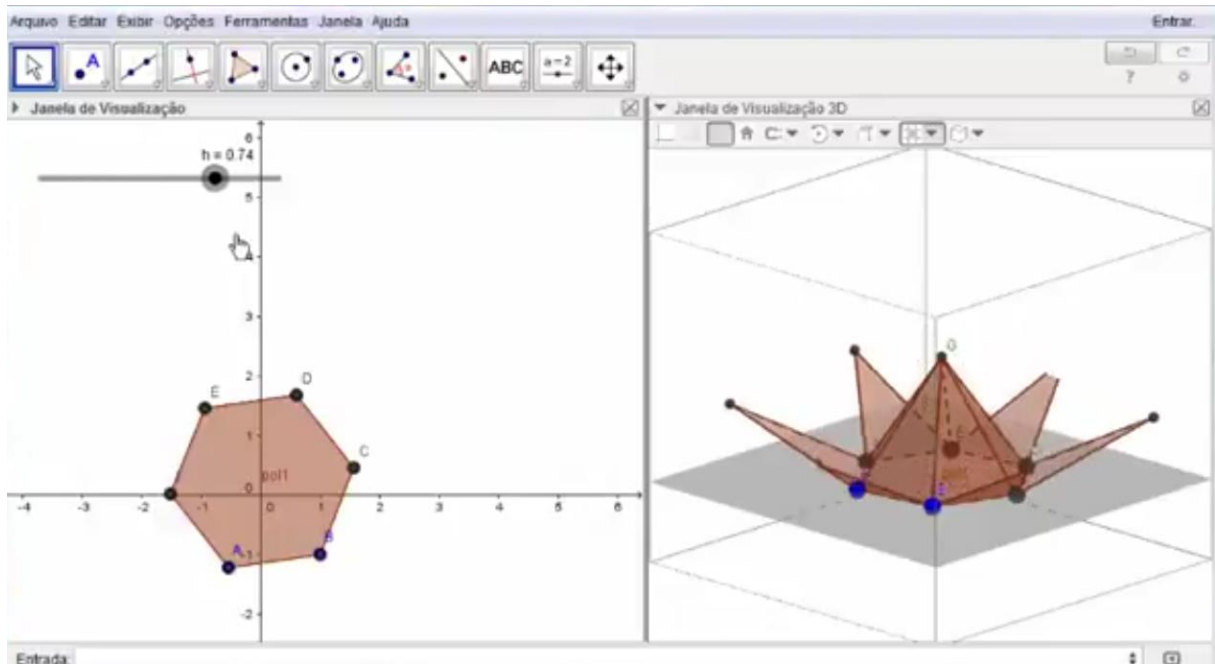 Arquivo Editar Exibir Opções Ferramentas Janela Ajuda Entrar.
A ABC a=2 ?
Janela de Visualização
Janela de Visualização 3D
h = 0.74
6
5
4
3
2
1
0
-4 -3 -2 -1 0 1 2 3 4 5 6
-1
-2
E D C B A
pol1
G
E
B
Entrada: